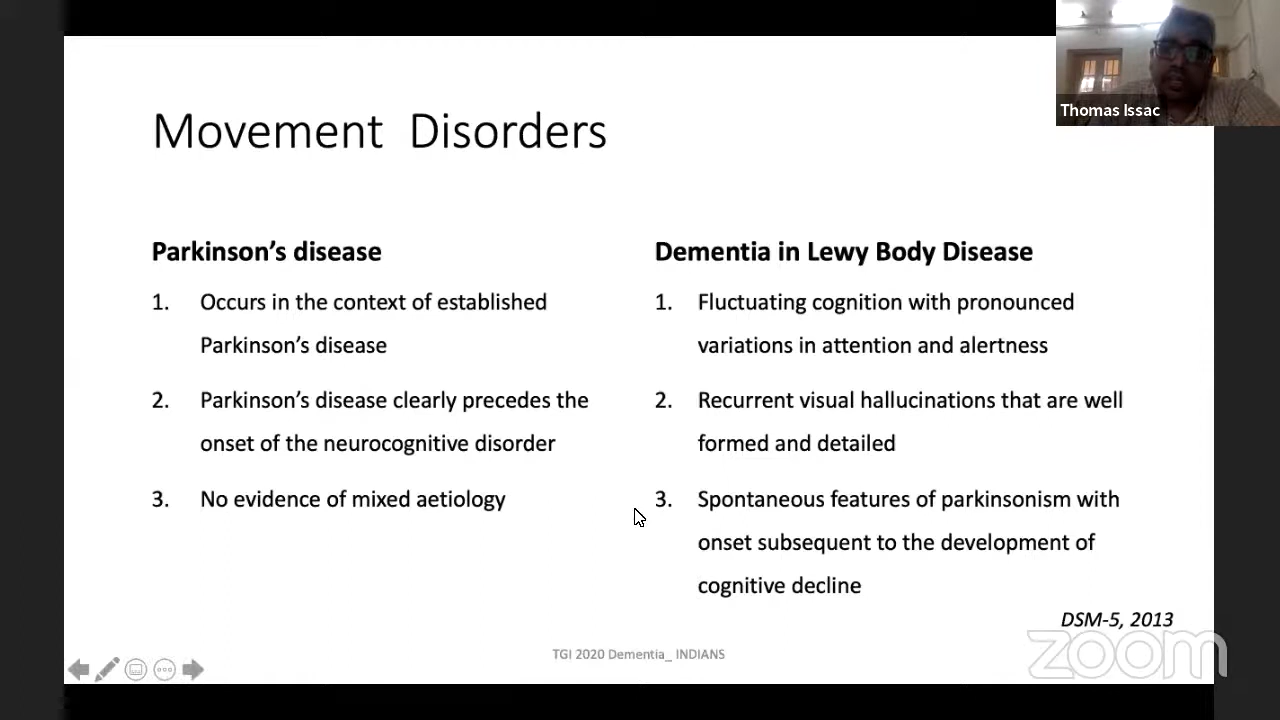 Thomas Issac
Movement Disorders
Parkinson’s disease
1. Occurs in the context of established
Parkinson’s disease
2. Parkinson’s disease clearly precedes the
onset of the neurocognitive disorder
3. No evidence of mixed aetiology
Dementia in Lewy Body Disease
1. Fluctuating cognition with pronounced
variations in attention and alertness
2. Recurrent visual hallucinations that are well
formed and detailed
3. Spontaneous features of parkinsonism with
onset subsequent to the development of
cognitive decline
DSM-5, 2013
TGI 2020 Dementia_ INDIANS
zoom